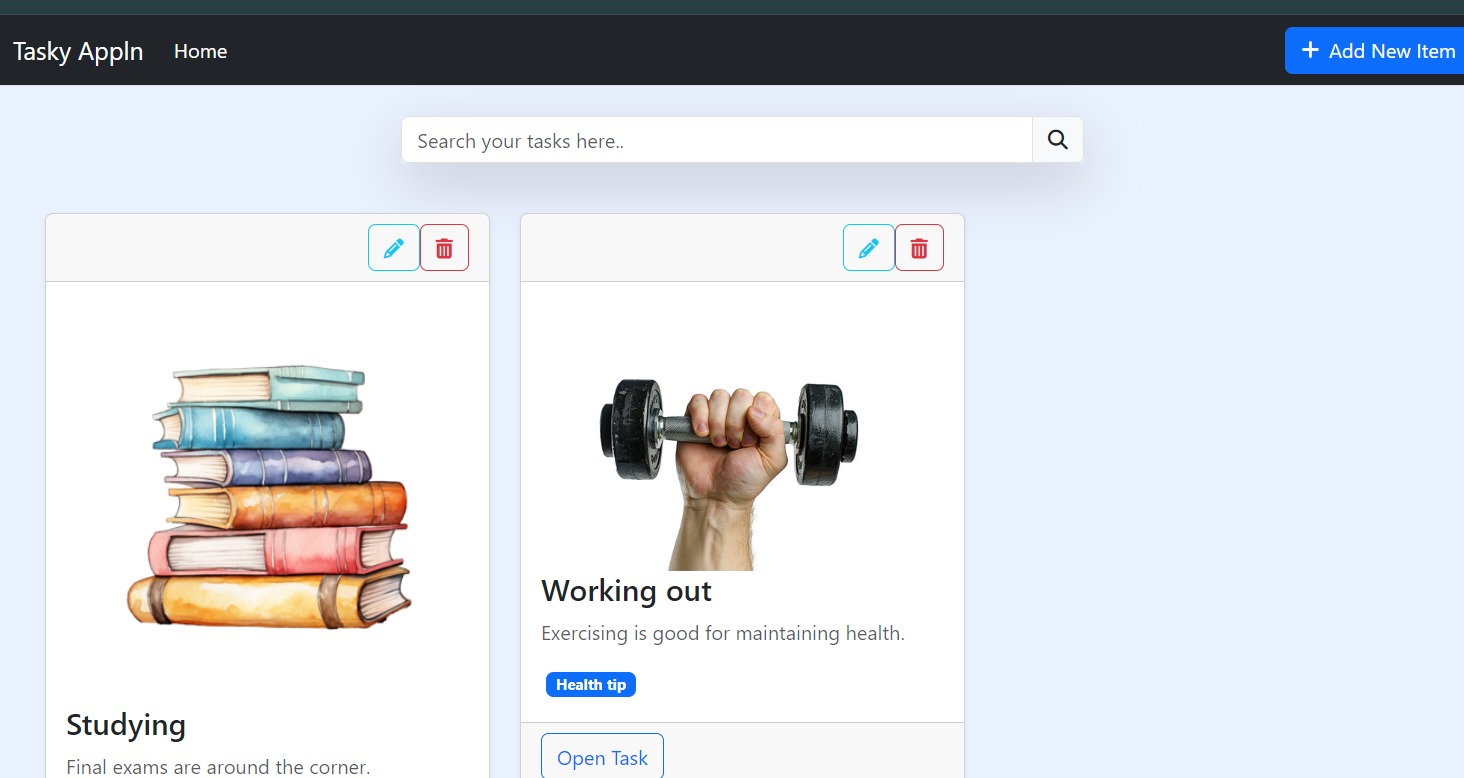 Tasky Appln
Home
+ Add New Item
Search your tasks here..
Studying
Final exams are around the corner.
Working out
Exercising is good for maintaining health.
Health tip
Open Task